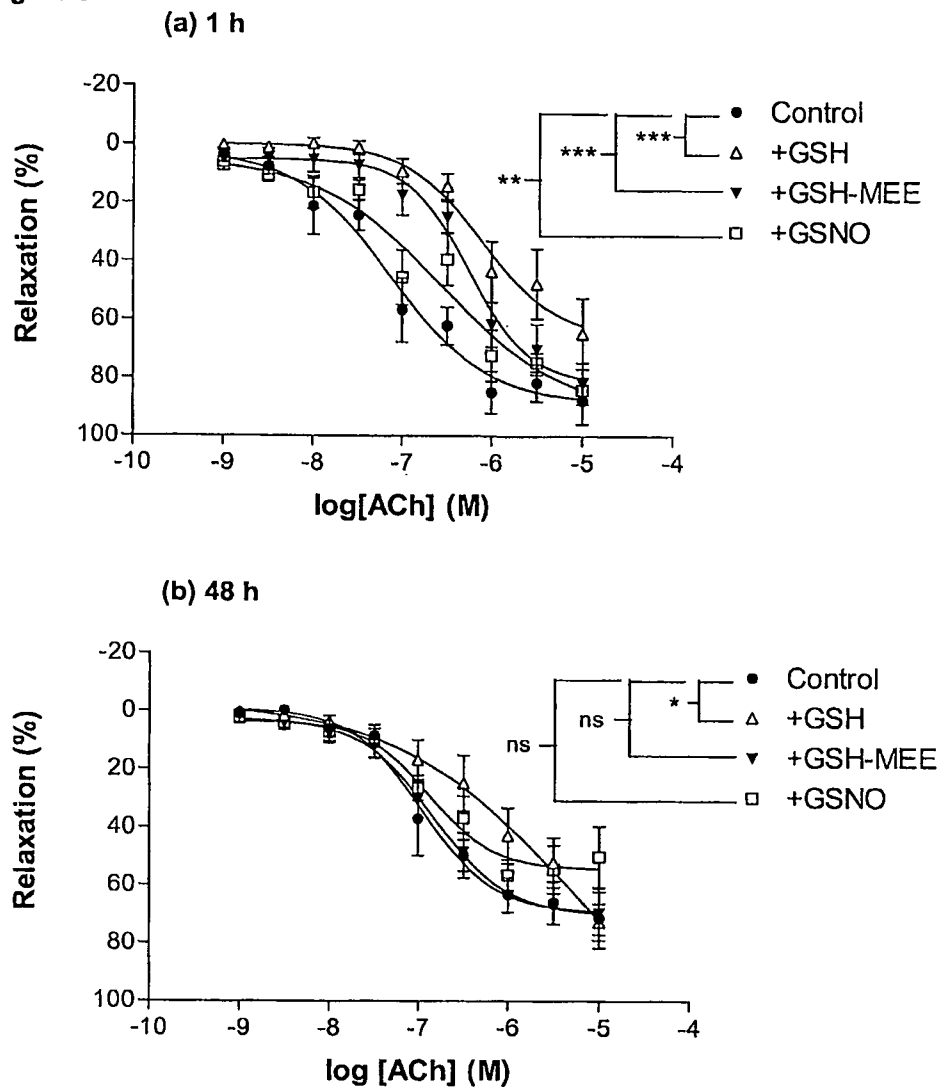 (a) 1 h
-20
0
20
40
60
80
100
Relaxation (%)
-10 -9 -8 -7 -6 -5 -4
log[ACh] (M)
Control
+GSH
+GSH-MEE
+GSNO
***
***
**
(b) 48 h
-20
0
20
40
60
80
100
Relaxation (%)
-10 -9 -8 -7 -6 -5 -4
log [ACh] (M)
Control
+GSH
+GSH-MEE
+GSNO
*
ns
ns